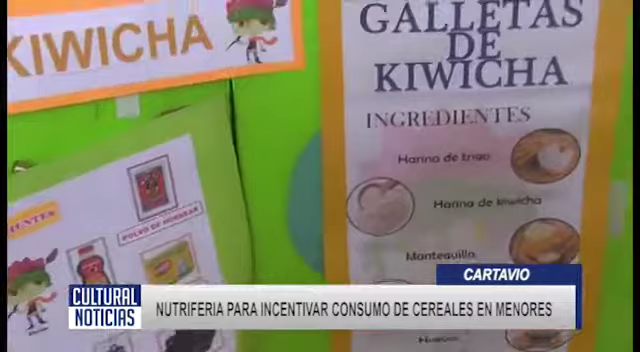 KIWICHA
GALLETAS
DE
KIWICHA
INGREDIENTES
Harina de trigo
Harina de kiwicha
Mantequilla
POLVO DE HORNEAR
CARTAVIO
CULTURAL
NOTICIAS
NUTRIFERIA PARA INCENTIVAR CONSUMO DE CEREALES EN MENORES